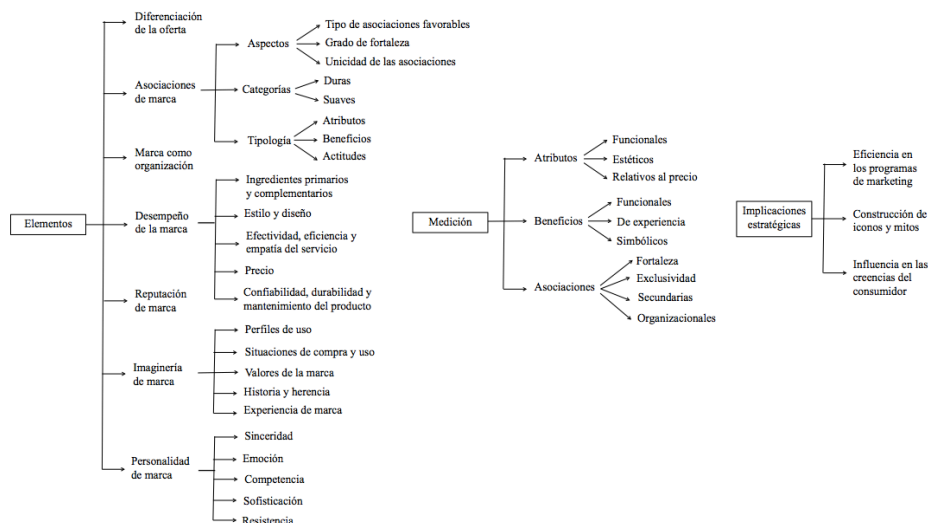 Elementos
Diferenciación
de la oferta
Asociaciones
de marca
Aspectos
Tipo de asociaciones favorables
Grado de fortaleza
Unicidad de las asociaciones
Categorías
Duras
Suaves
Tipología
Atributos
Beneficios
Actitudes
Marca como
organización
Desempeño
de la marca
Ingredientes primarios
y complementarios
Estilo y diseño
Efectividad, eficiencia y
empatía del servicio
Precio
Confiabilidad, durabilidad y
mantenimiento del producto
Reputación
de marca
Imaginería
de marca
Perfiles de uso
Situaciones de compra y uso
Valores de la marca
Historia y herencia
Experiencia de marca
Personalidad
de marca
Sinceridad
Emoción
Competencia
Sofisticación
Resistencia
Medición
Atributos
Funcionales
Estéticos
Relativos al precio
Beneficios
Funcionales
De experiencia
Simbólicos
Asociaciones
Fortaleza
Exclusividad
Secundarias
Organizacionales
Implicaciones
estratégicas
Eficiencia en
los programas
de marketing
Construcción de
iconos y mitos
Influencia en las
creencias del
consumidor